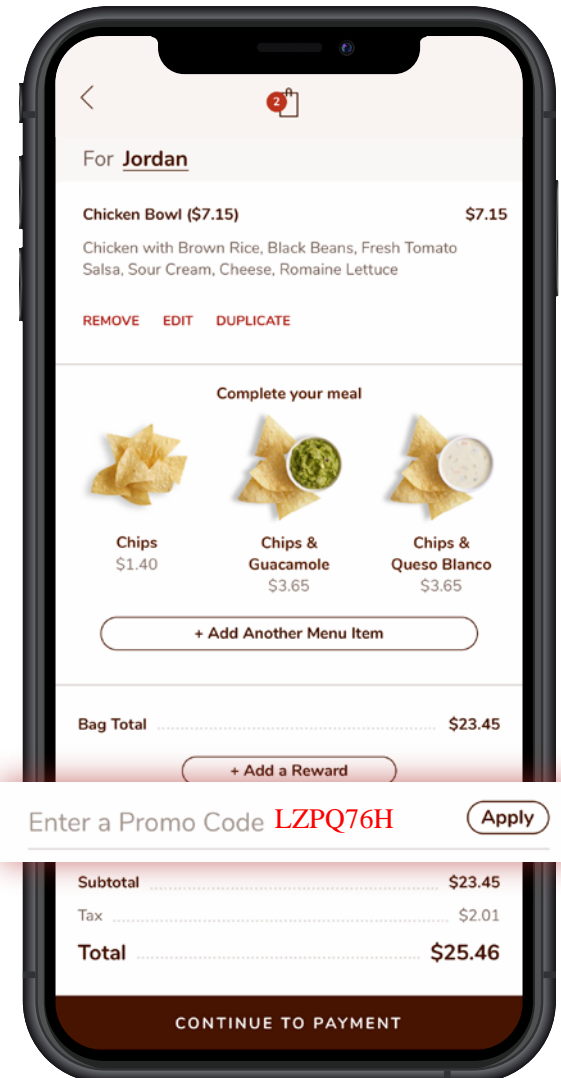 2
For Jordan
Chicken Bowl ($7.15) $7.15
Chicken with Brown Rice, Black Beans, Fresh Tomato
Salsa, Sour Cream, Cheese, Romaine Lettuce
REMOVE EDIT DUPLICATE
Complete your meal
Chips
$1.40
Chips &
Guacamole
$3.65
Chips &
Queso Blanco
$3.65
+ Add Another Menu Item
Bag Total $23.45
+ Add a Reward
Enter a Promo Code LZPQ76H Apply
Subtotal $23.45
Tax $2.01
Total $25.46
CONTINUE TO PAYMENT